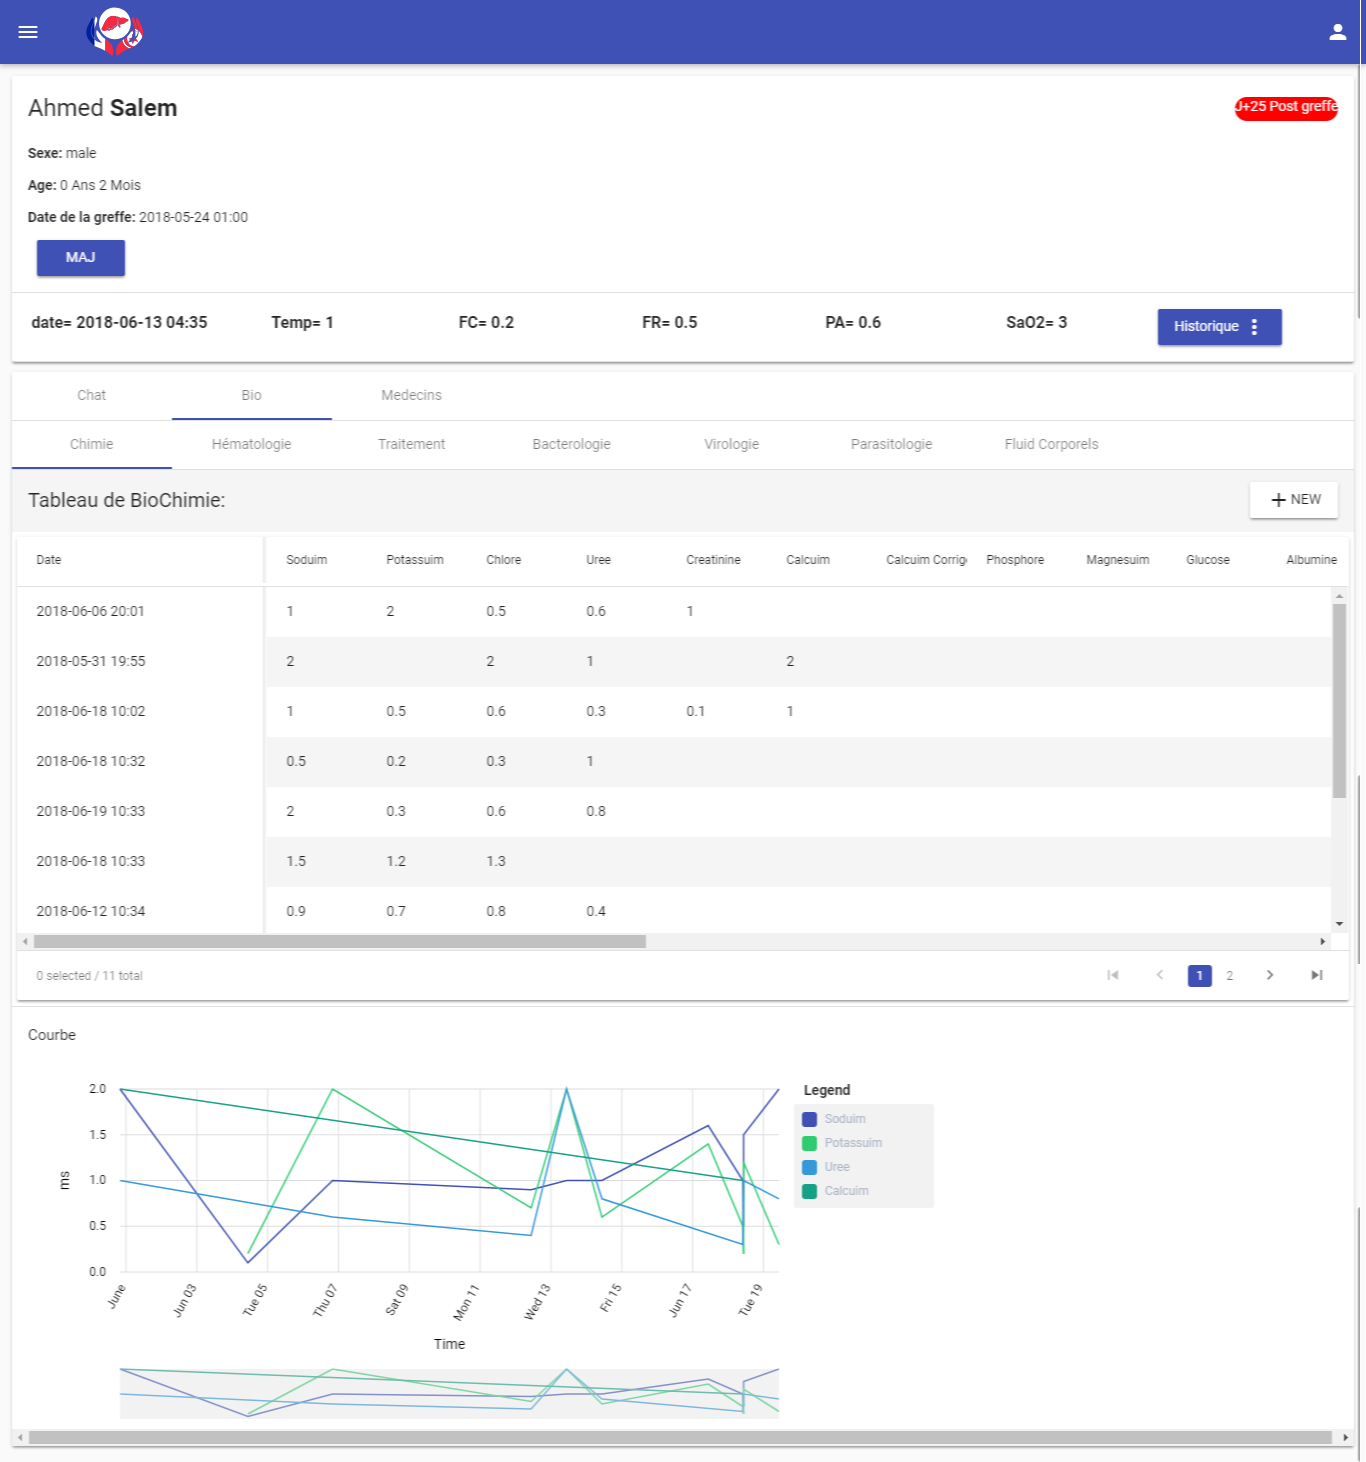 Ahmed Salem
J+25 Post greffe
Sexe: male
Age: 0 Ans 2 Mois
Date de la greffe: 2018-05-24 01:00
MAJ
date= 2018-06-13 04:35 Temp= 1 FC= 0.2 FR= 0.5 PA= 0.6 SaO2= 3 Historique
Chat Bio Medecins
Chimie Hématologie Traitement Bacterologie Virologie Parasitologie Fluid Corporels
Tableau de BioChimie:
NEW
Date Soduim Potassuim Chlore Uree Creatinine Calcuim Calcuim Corrig Phosphore Magnesuim Glucose Albumine
2018-06-06 20:01 1 2 0.5 0.6 1
2018-05-31 19:55 2 2 1 2
2018-06-18 10:02 1 0.5 0.6 0.3 0.1 1
2018-06-18 10:32 0.5 0.2 0.3 1
2018-06-19 10:33 2 0.3 0.6 0.8
2018-06-18 10:33 1.5 1.2 1.3
2018-06-12 10:34 0.9 0.7 0.8 0.4
0 selected / 11 total
1 2
Courbe
2.0
1.5
1.0
0.5
0.0
ms
June Jun 03 Tue 05 Thu 07 Sat 09 Mon 11 Wed 13 Fri 15 Jun 17 Tue 19
Time
Legend
Soduim
Potassuim
Uree
Calcuim